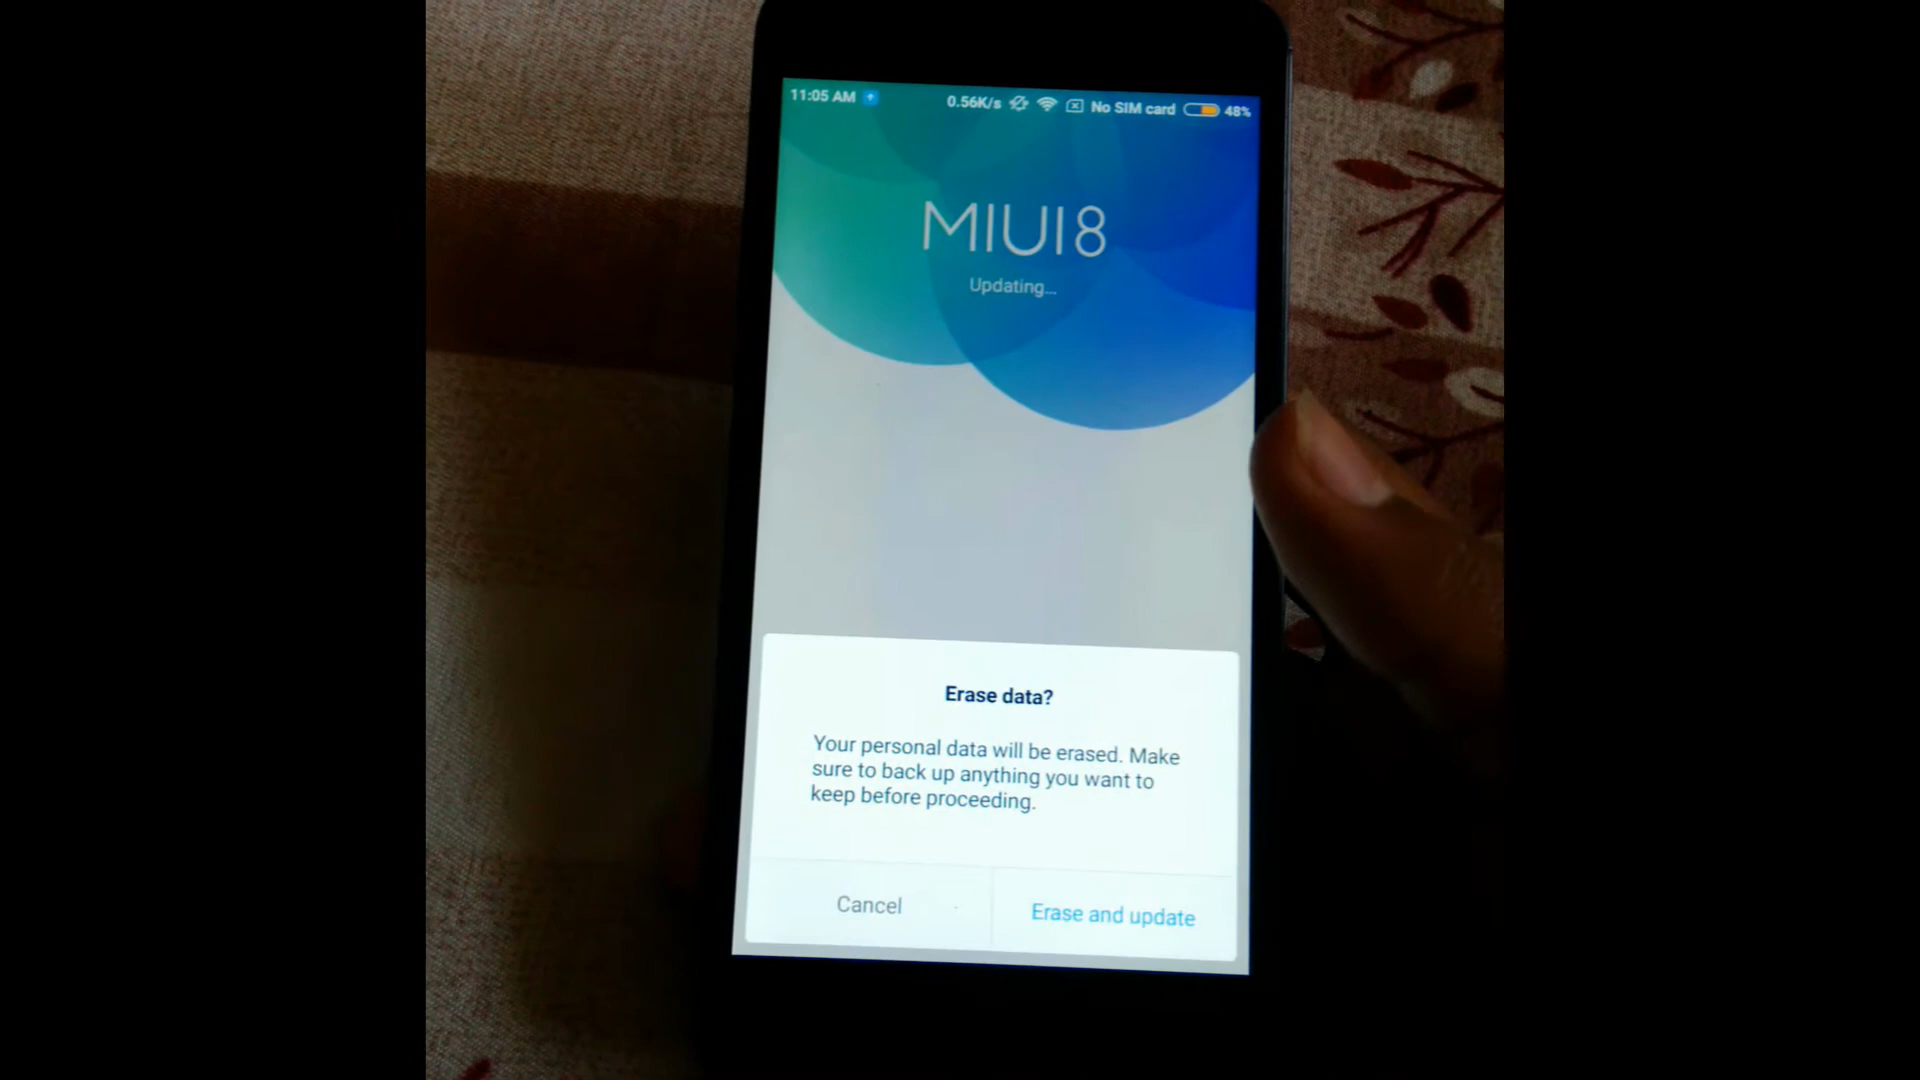 11:05 AM 0.56K/s No SIM card 48%
MIUI8
Updating...
Erase data?
Your personal data will be erased. Make
sure to back up anything you want to
keep before proceeding.
Cancel Erase and update